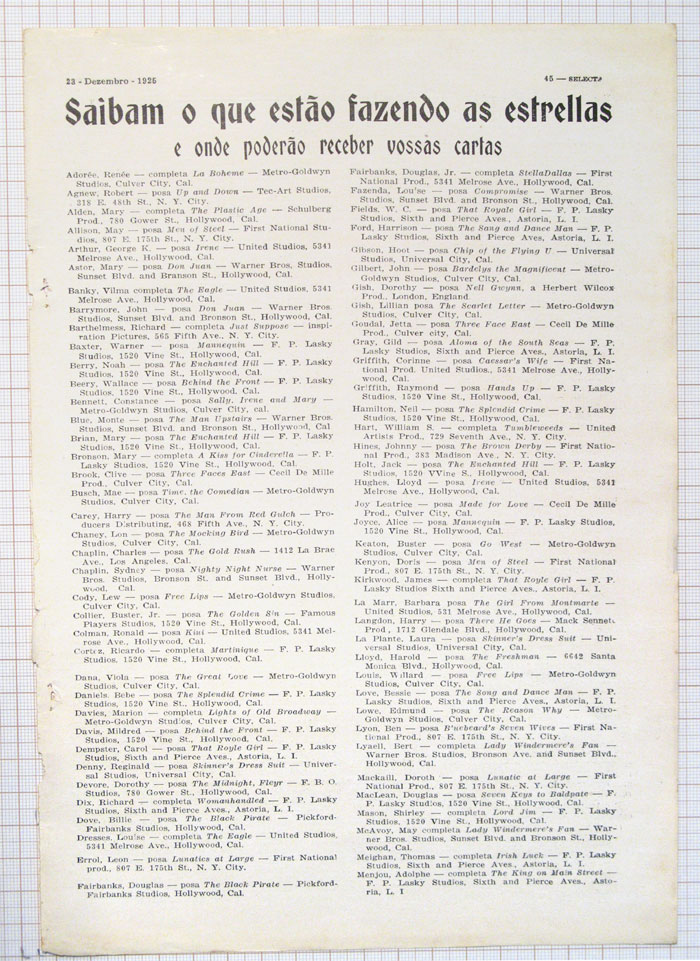 23 - Dezembro - 1925
45 — SELECTA
Saibam o que estão fazendo as estrellas
e onde poderão receber vossas cartas
Adorée, Renée — completa La Boheme — Metro-Goldwyn
Studios, Culver City, Cal.
Agnew, Robert — posa Up and Down — Tec-Art Studios,
318 E. 48th St., N. Y. City.
Alden, Mary — completa The Plastic Age — Schulberg
Prod., 780 Gower St., Hollywood, Cal.
Allison, May — posa Men of Steel — First National Stu-
dios, 807 E. 175th St., N. Y. City.
Arthur, George K. — posa Irene — United Studios, 5341
Melrose Ave., Hollywood, Cal.
Astor, Mary — posa Don Juan — Warner Bros. Studios,
Sunset Blvd. and Branson St., Hollywood, Cal.
Banky, Vilma completa The Eagle — United Studios, 5341
Melrose Ave., Hollywood, Cal.
Barrymore, John — posa Don Juan — Warner Bros.
Studios, Sunset Blvd. and Bronson St., Hollywood, Cal.
Barthelmess, Richard — completa Just Suppose — Inspi-
ration Pictures, 565 Fifth Ave., N. Y. City.
Baxter, Warner — posa Mannequin — F. P. Lasky
Studios, 1520 Vine St., Hollywood, Cal.
Berry, Noah — posa The Enchanted Hill — F. P. Lasky
Studios, 1520 Vine St., Hollywood, Cal.
Beery, Wallace — posa Behind the Front — F. P. Lasky
Studios, 1520 Vine St., Hollywood, Cal.
Bennett, Constance — posa Sally, Irene and Mary —
Metro-Goldwyn Studios, Culver City, cal.
Blue, Monte — posa The Man Upstairs — Warner Bros.
Studios, Sunset Blvd. and Bronson St., Hollywood, Cal
Brian, Mary — posa The Enchanted Hill — F. P. Lasky
Studios, 1520 Vine St., Hollywood, Cal.
Bronson, Mary — completa A Kiss for Cinderella — F. P.
Lasky Studios, 1520 Vine St., Hollywood, Cal.
Brook, Clive — posa Three Faces East — Cecil De Mille
Prod., Culver City, Cal.
Busch, Mae — posa Time, the Comedian — Metro-Goldwyn
Studios, Culver City, Cal.
Carey, Harry — posa The Man From Red Gulch — Pro-
ducers Distributing, 468 Fifth Ave., N. Y. City.
Chaney, Lon — posa The Mocking Bird — Metro-Goldwyn
Studios, Culver City, Cal.
Chaplin, Charles — posa The Gold Rush — 1412 La Brae
Ave., Los Angeles, Cal.
Chaplin, Sydney — posa Nighty Night Nurse — Warner
Bros. Studios, Bronson St. and Sunset Blvd., Holly-
wood, Cal.
Cody, Lew — posa Free Lips — Metro-Goldwyn Studios,
Culver City, Cal.
Collier, Buster, Jr. — posa The Golden Sin — Famous
Players Studios, 1520 Vine St., Hollywood, Cal.
Colman, Ronald — posa Kini — United Studios, 5341 Mel-
rose Ave., Hollywood, Cal.
Cortez, Ricardo — completa Martinique — F. P. Lasky
Studios, 1520 Vine St., Hollywood, Cal.
Dana, Viola — posa The Great Love — Metro-Goldwyn
Studios, Culver City, Cal.
Daniels, Bebe — posa The Splendid Crime — F. P. Lasky
Studios, 1520 Vine St., Hollywood, Cal.
Davies, Marion — completa Lights of Old Broadway —
Metro-Goldwyn Studios, Culver City, Cal.
Davis, Mildred — posa Behind the Front — F. P. Lasky
Studios, 1520 Vine St., Hollywood, Cal.
Dempster, Carol — posa That Royle Girl — F. P. Lasky
Studios, Sixth and Pierce Aves., Astoria, L. I.
Denny, Reginald — posa Skinner's Dress Suit — Univer-
sal Studios, Universal City, Cal.
Devore, Dorothy — posa The Midnight, Fleyr — F. B. O.
Studios, 780 Gower St., Hollywood, Cal.
Dix, Richard — completa Womanhandled — F. P. Lasky
Studios, Sixth and Pierce Aves., Astoria, L. I.
Dove, Billie — posa The Black Pirate — Pickford-
Fairbanks Studios, Hollywood, Cal.
Dresses, Louise — completa The Eagle — United Studios,
5341 Melrose Ave., Hollywood, Cal.
Errol, Leon — posa Lunatics at Large — First National
prod., 807 E. 175th St., N. Y. City.
Fairbanks, Douglas — posa The Black Pirate — Pickford-
Fairbanks Studios, Hollywood, Cal.
Fairbanks, Douglas, Jr. — completa StellaDallas — First
National Prod., 5341 Melrose Ave., Hollywood, Cal.
Fazenda, Louise — posa Compromise — Warner Bros.
Studios, Sunset Blvd. and Bronson St., Hollywood, Cal.
Fields, W. C. — posa That Royale Girl — F. P. Lasky
Studios, Sixth and Pierce Aves., Astoria, L. I.
Ford, Harrison — posa The Sang and Dance Man — F. P.
Lasky Studios, Sixth and Pierce Aves, Astoria, L. I.
Gibson, Hoot — posa Chip of the Flying U — Universal
Studios, Universal City, Cal.
Gilbert, John — posa Bardelys the Magnificent — Metro-
Goldwyn Studios, Culver City, Cal.
Gish, Dorothy — posa Nell Gwynn, a Herbert Wilcox
Prod., London, England
Gish, Lillian posa The Scarlet Letter — Metro-Goldwyn
Studios, Culver City, Cal.
Goudal, Jetta — posa Three Face East — Cecil De Mille
Prod., Culver city, Cal.
Gray, Gild — posa Aloma of the South Seas — F. P.
Lasky Studios, Sixth and Pierce Aves., Astoria, L. I.
Griffith, Corinne — posa Caessar's Wife — First Na-
tional Prod. United Studios., 5341 Melrose Ave., Holly-
wood, Cal.
Griffith, Raymond — posa Hands Up — F. P. Lasky
Studios, 1520 Vine St., Hollywood, Cal.
Hamilton, Neil — posa The Splendid Crime — F. P. Lasky
Studios, 1520 Vine St., Hollywood, Cal.
Hart, William S. — completa Tumbleweeds — United
Artists Prod., 729 Seventh Ave., N. Y. City.
Hines, Johnny — posa The Brown Derby — First Natio-
nal Prod., 383 Madison Ave., N. Y. City.
Holt, Jack — posa The Enchanted Hill — F. P. Lasky
Studios, 1520 VVine S., Hollywood, Cal.
Hughes, Lloyd — posa Irene — United Studios, 5341
Melrose Ave., Hollywood, Cal.
Joy Leatrice — posa Made for Love — Cecil De Mille
Prod., Culver City, Cal.
Joyce, Alice — posa Mannequin — F. P. Lasky Studios,
1520 Vine St., Hollywood, Cal.
Keaton, Buster — posa Go West — Metro-Goldwyn
Studios, Culver City, Cal.
Kenyon, Doris — posa Men of Steel — First National
Prod., 807 E. 175th St., N. Y. City.
Kirkwood, James — completa That Royle Girl — F. P.
Lasky Studios Sixth and Pierce Aves., Astoria, L. I.
La Marr, Barbara posa The Girl From Montmarte —
United Studios, 531 Melrose Ave., Hollywood, Cal.
Langdon, Harry — posa There He Goes — Mack Sennet
Prod., 1712 Glendale Blvd., Hollywood, Cal.
La Plante, Laura — posa Skinner's Dress Suit — Uni-
versal Studios, Universal City, Cal.
Lloyd, Harold — posa The Freshman — 6642 Santa
Monica Blvd., Hollywood, Cal.
Louis, Willard — posa Free Lips — Metro-Goldwyn
Studios, Culver City, Cal.
Love, Bessie — posa The Song and Dance Man — F. P.
Lasky Studios, Sixth and Pierce Aves., Astoria, L. I.
Lowe, Edmund — posa The Reason Why — Metro-
Goldwyn Studios, Culver City, Cal.
Lyon, Ben — posa Bluebeard's Seven Wives — First Na-
tional Prod., 807 E. 175th St., N. Y. City.
Lytell, Bert — completa Lady Windermere's Fan —
Warner Bros. Studios, Bronson Ave. and Sunset Blvd.,
Hollywood, Cal.
Mackaill, Doroth — posa Lunatic at Large — First
National Prod., 807 E. 175th St., N. Y. City.
MacLean, Douglas — posa Seven Keys to Baldpate — F.
P. Lasky Studios, 1520 Vine St., Hollywood, Cal.
Mason, Shirley — completa Lord Jim — F. P. Lasky
Studios, 1520 Vine St., Hollywood, Cal.
McAvoy, May completa Lady Windermere's Fan — War-
ner Bros. Studios, Sunset Blvd. and Bronson St., Holly-
wood, Cal.
Meighan, Thomas — completa Irish Luck — F. P. Lasky
Studios, Sixth and Pierce Aves., Astoria, L. I.
Menjou, Adolphe — completa The King on Main Street —
F. P. Lasky Studios, Sixth and Pierce Aves., Asto-
ria, L. I